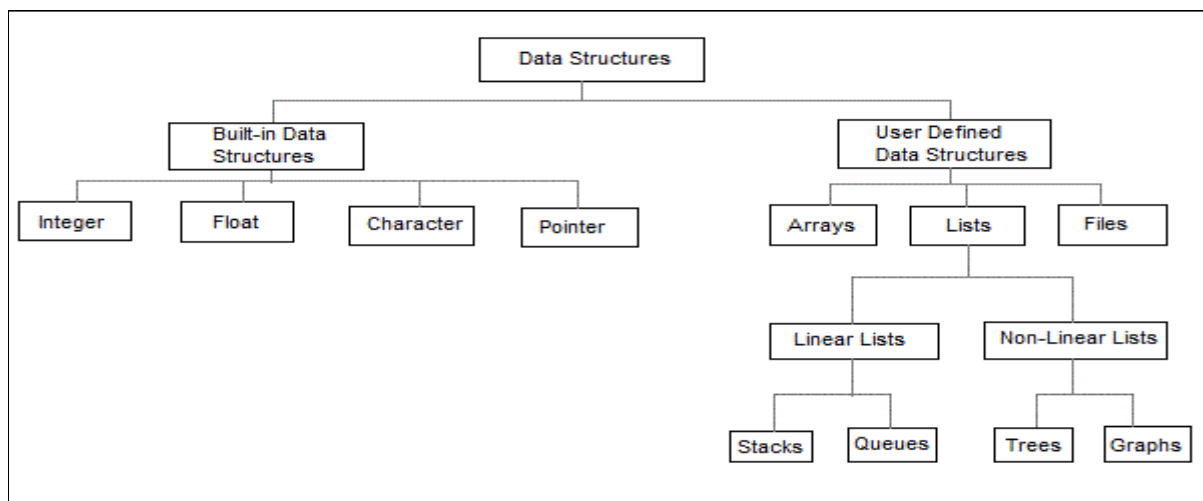 Data Structures
Built-in Data
Structures
User Defined
Data Structures
Integer
Float
Character
Pointer
Arrays
Lists
Files
Linear Lists
Non-Linear Lists
Stacks
Queues
Trees
Graphs